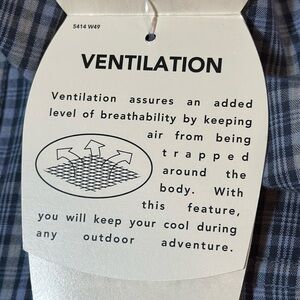 5414 W49
VENTILATION
Ventilation assures an added
level of breathability by keeping
air from being
trapped
around the
body. With
this feature,
you will keep your cool during
any outdoor adventure.